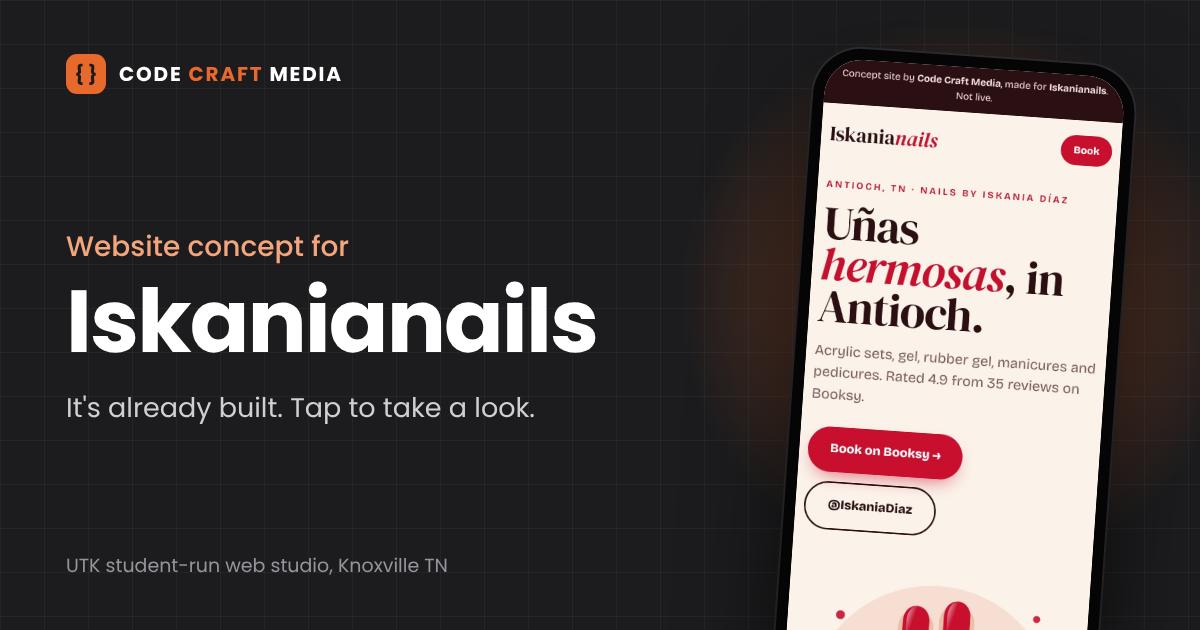 { } CODE CRAFT MEDIA
Website concept for
Iskanianails
It's already built. Tap to take a look.
UTK student-run web studio, Knoxville TN
Concept site by Code Craft Media, made for Iskanianails.
Not live.
Iskanianails
Book
ANTIOCH, TN · NAILS BY ISKANIA DÍAZ
Uñas
hermosas, in
Antioch.
Acrylic sets, gel, rubber gel, manicures and
pedicures. Rated 4.9 from 35 reviews on
Booksy.
Book on Booksy →
@IskaniaDiaz